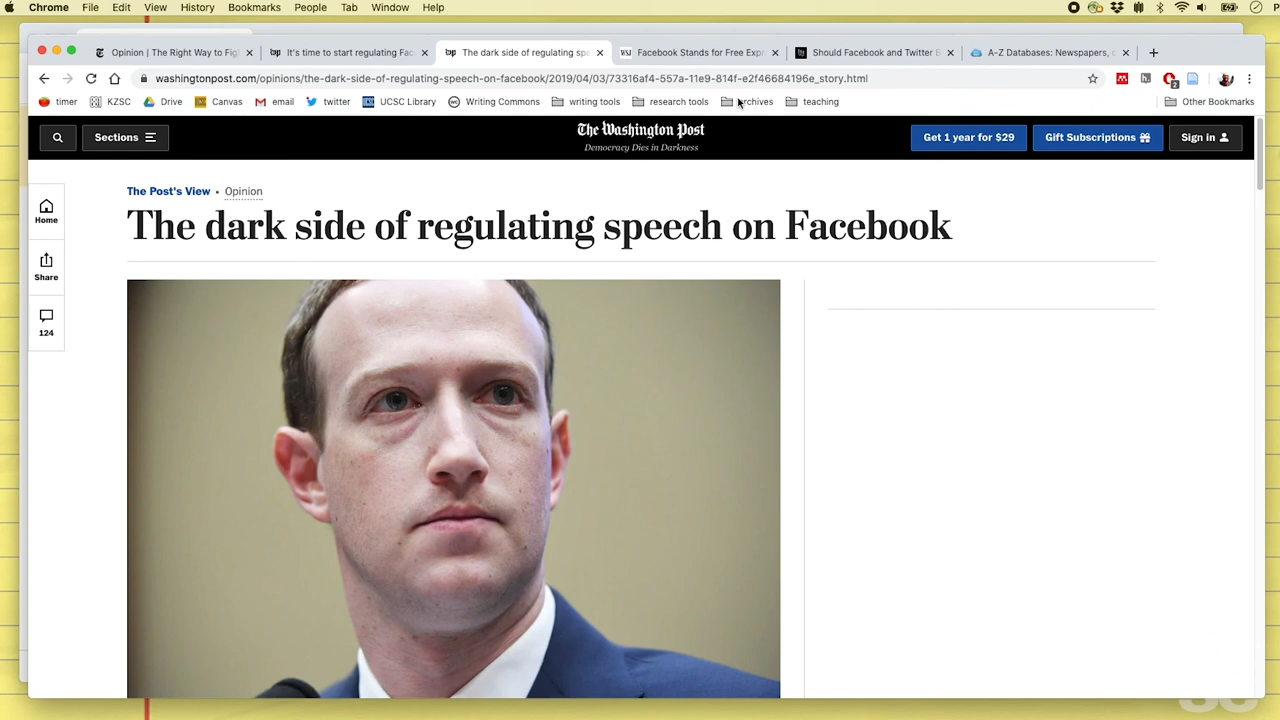 Chrome File Edit View History Bookmarks People Tab Window Help
Opinion | The Right Way to Fig
It's time to start regulating Fac
The dark side of regulating spe
WSJ Facebook Stands for Free Expr
Should Facebook and Twitter B
A-Z Databases: Newspapers, c
washingtonpost.com/opinions/the-dark-side-of-regulating-speech-on-facebook/2019/04/03/73316af4-557a-11e9-814f-e2f46684196e_story.html
timer KZSC Drive Canvas email twitter UCSC Library Writing Commons writing tools research tools archives teaching Other Bookmarks
Sections
The Washington Post
Democracy Dies in Darkness
Get 1 year for $29
Gift Subscriptions
Sign in
The Post's View • Opinion
The dark side of regulating speech on Facebook
Home
Share
124